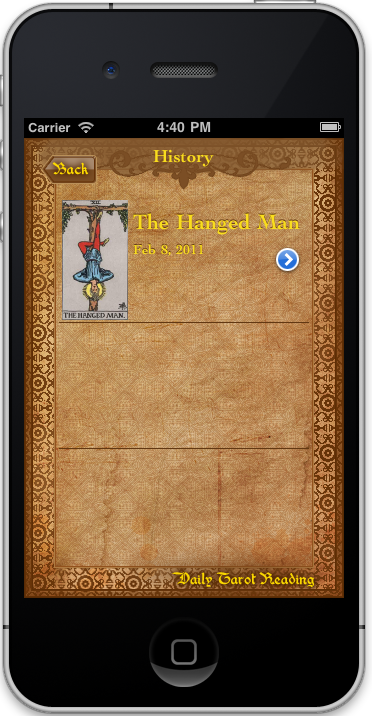 Carrier 4:40 PM
History
Back
XII
The Hanged Man
Feb 8, 2011
THE HANGED MAN.
Daily Tarot Reading